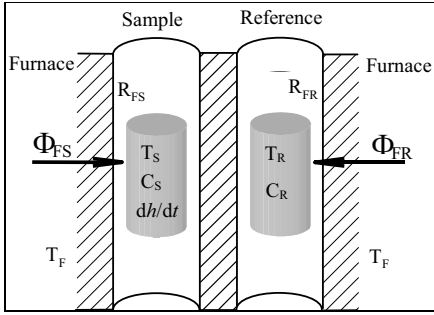 Sample
Reference
Furnace
Furnace
R_FS
R_FR
Φ_FS
T_S
C_S
dh/dt
T_R
C_R
Φ_FR
T_F
T_F